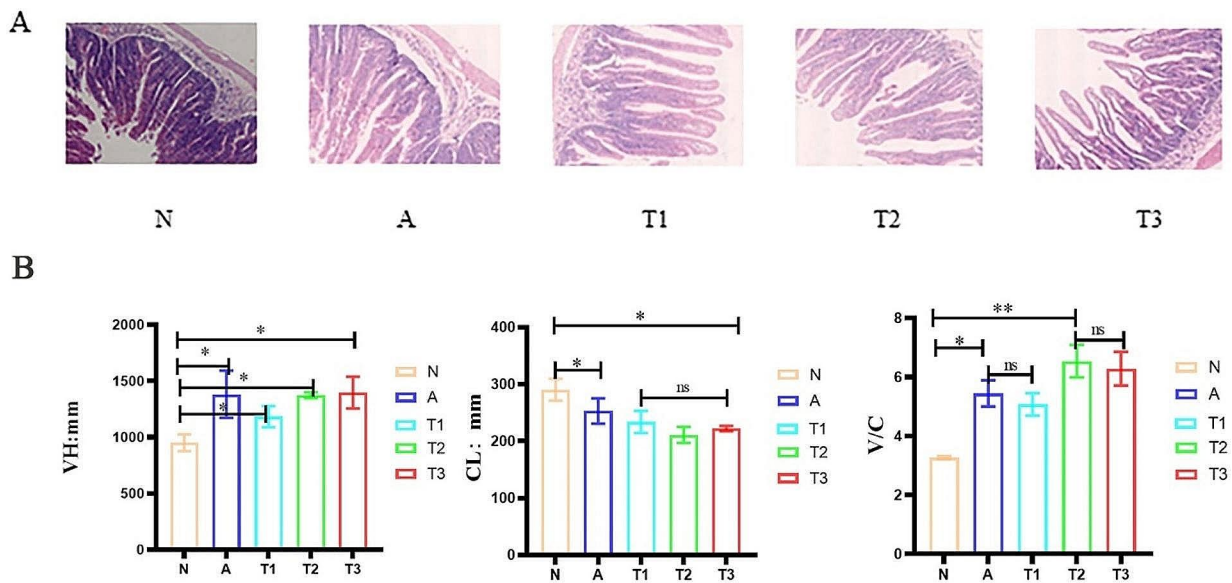 A
N A T1 T2 T3
B
VH:mm
2000
1500
1000
500
0
*
*
*
*
N A T1 T2 T3
N
A
T1
T2
T3
CL: mm
400
300
200
100
0
*
*
ns
N A T1 T2 T3
N
A
T1
T2
T3
V/C
8
6
4
2
0
**
*
ns
ns
N A T1 T2 T3
N
A
T1
T2
T3